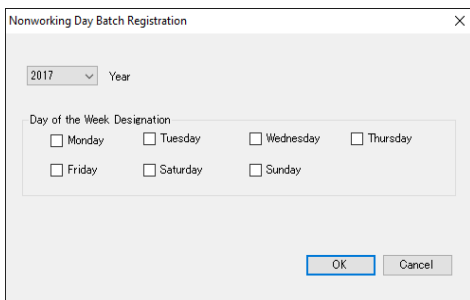 Nonworking Day Batch Registration
2017 Year
Day of the Week Designation
Monday Tuesday Wednesday Thursday
Friday Saturday Sunday
OK Cancel